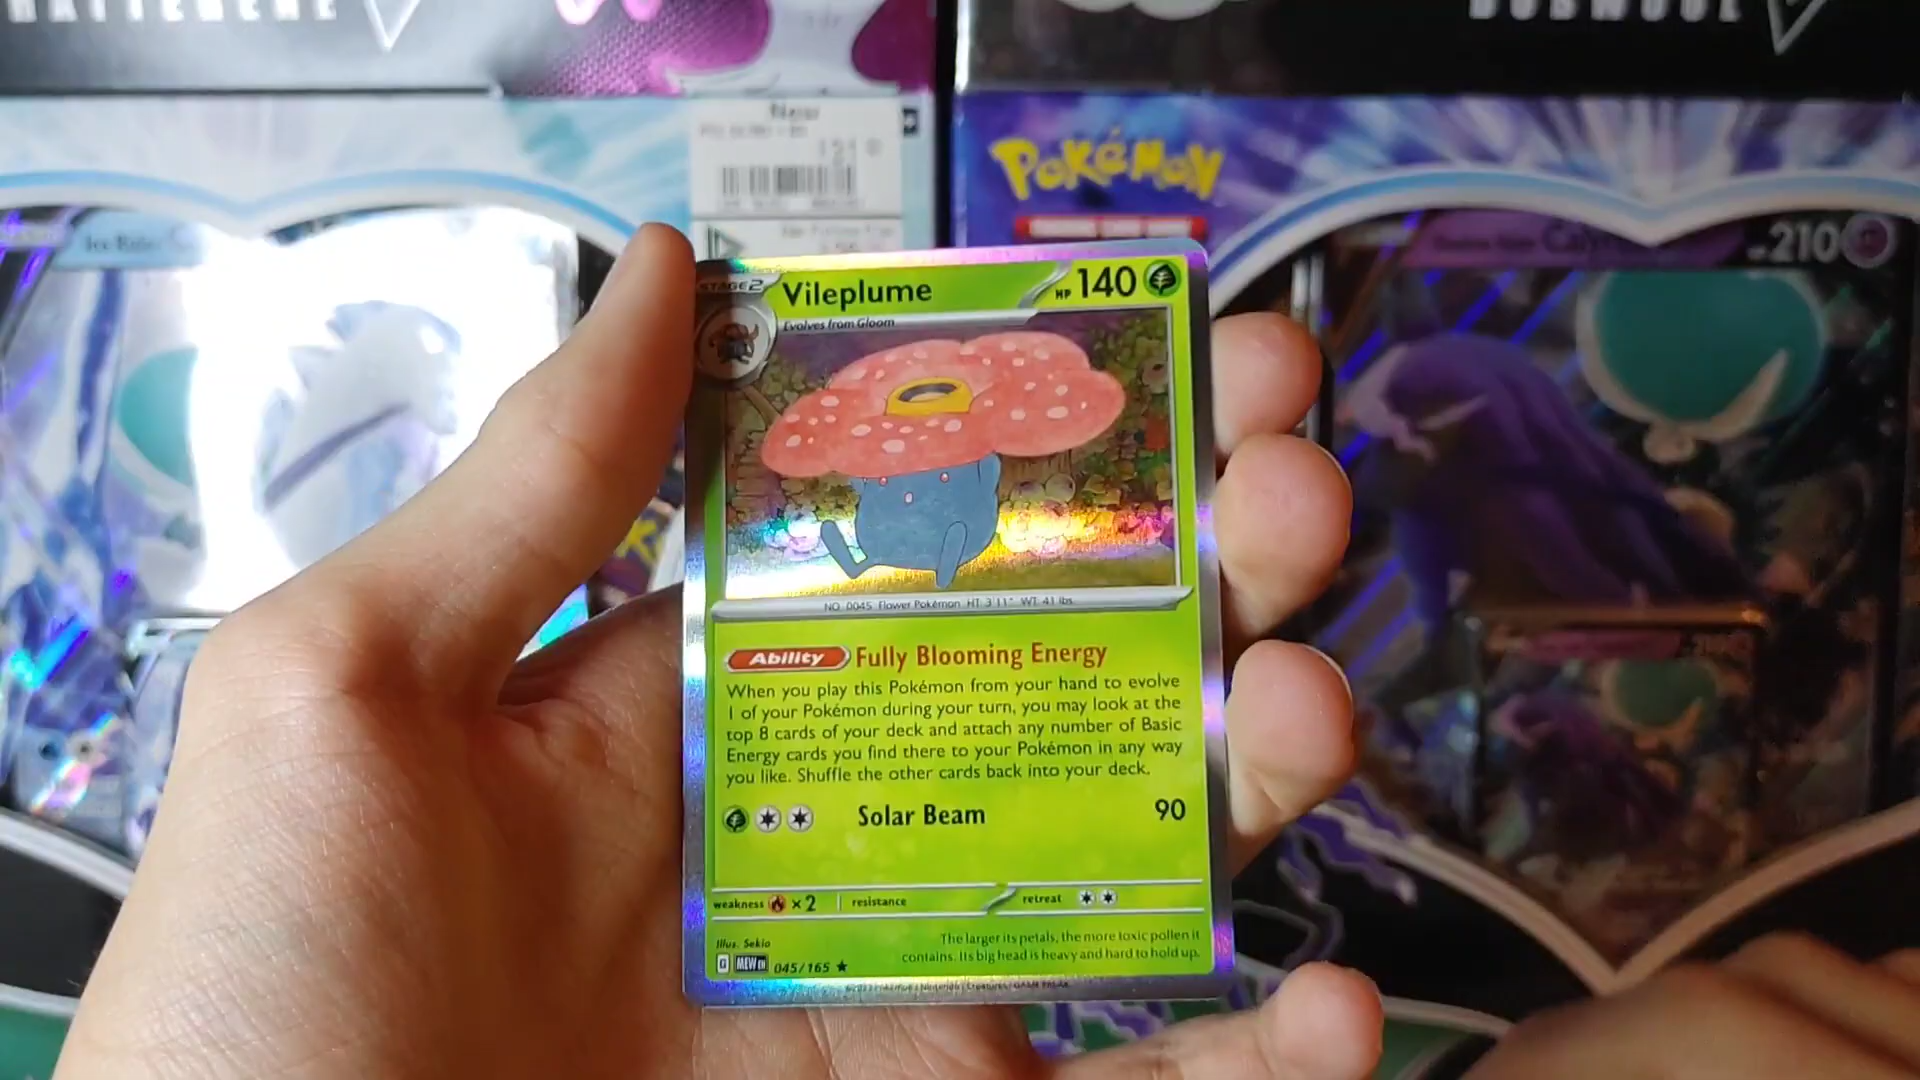 New
Pokémon
210
STAGE 2
Vileplume
HP 140
Evolves from Gloom
NO. 0045 Flower Pokémon HT: 3'11" WT: 41 lbs.
Ability Fully Blooming Energy
When you play this Pokémon from your hand to evolve
1 of your Pokémon during your turn, you may look at the
top 8 cards of your deck and attach any number of Basic
Energy cards you find there to your Pokémon in any way
you like. Shuffle the other cards back into your deck.
Solar Beam 90
weakness ×2 resistance retreat
Illus. Sekio
The larger its petals, the more toxic pollen it
contains. Its big head is heavy and hard to hold up.
G MEW EN 045/165 ★